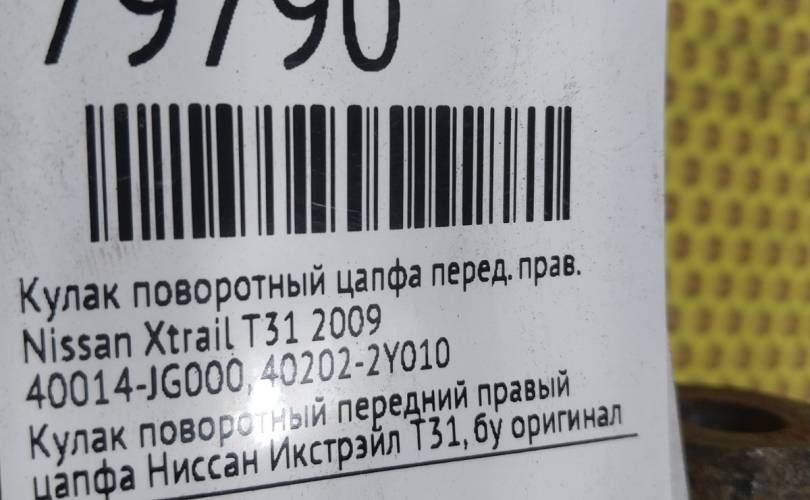 79790
Кулак поворотный цапфа перед. прав.
Nissan Xtrail T31 2009
40014-JG000, 40202-2Y010
Кулак поворотный передний правый
цапфа Ниссан Икстрэйл Т31, бу оригинал